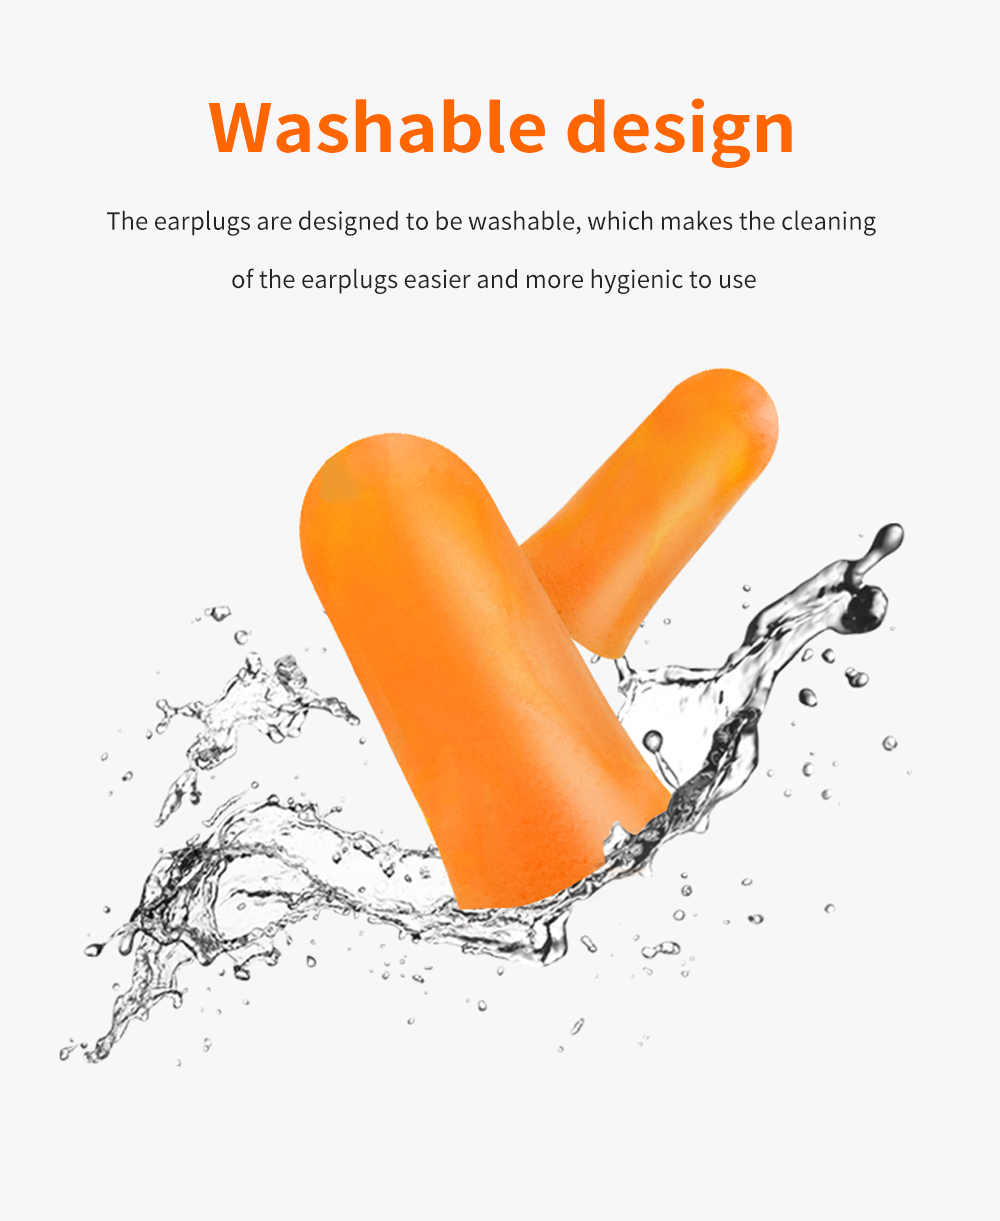 Washable design
The earplugs are designed to be washable, which makes the cleaning
of the earplugs easier and more hygienic to use